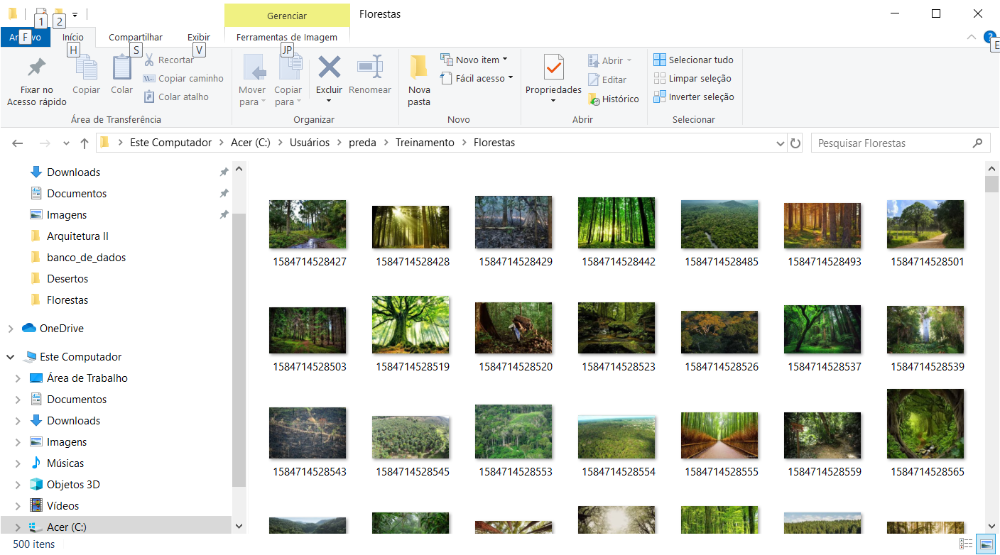 1
2
Gerenciar
Florestas
Ar vo
F
Início
Compartilhar
Exibir
Ferramentas de Imagem
?
H
S
V
JP
E
Fixar no
Acesso rápido
Copiar
Colar
Recortar
Copiar caminho
Colar atalho
Área de Transferência
Mover
para
Copiar
para
Excluir
Renomear
Organizar
Nova
pasta
Novo item
Fácil acesso
Novo
Propriedades
Abrir
Editar
Histórico
Abrir
Selecionar tudo
Limpar seleção
Inverter seleção
Selecionar
Este Computador > Acer (C:) > Usuários > preda > Treinamento > Florestas
Pesquisar Florestas
Downloads
Documentos
Imagens
Arquitetura II
banco_de_dados
Desertos
Florestas
OneDrive
Este Computador
Área de Trabalho
Documentos
Downloads
Imagens
Músicas
Objetos 3D
Vídeos
Acer (C:)
1584714528427 1584714528428 1584714528429 1584714528442 1584714528485 1584714528493 1584714528501
1584714528503 1584714528519 1584714528520 1584714528523 1584714528526 1584714528537 1584714528539
1584714528543 1584714528545 1584714528553 1584714528554 1584714528555 1584714528559 1584714528565
500 itens